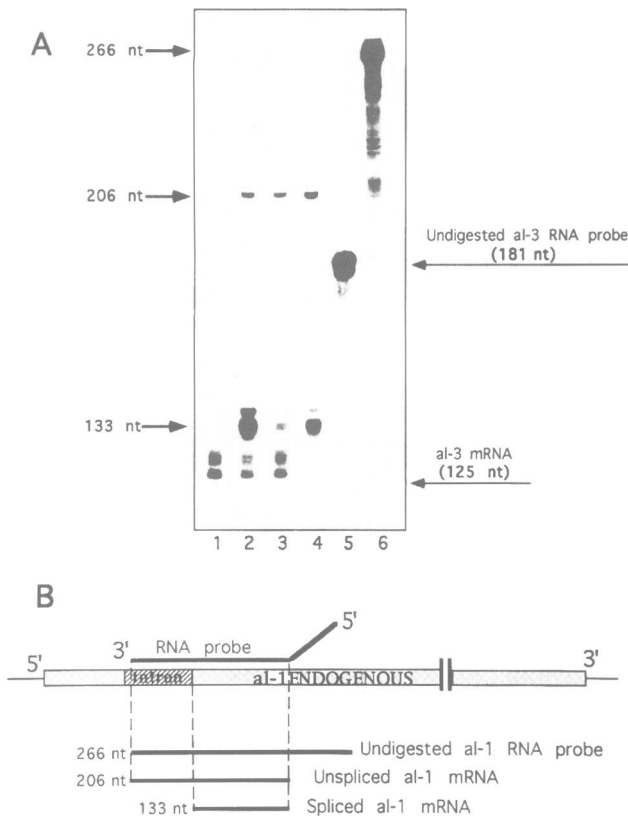 A
266 nt
206 nt
Undigested al-3 RNA probe
(181 nt)
133 nt
al-3 mRNA
(125 nt)
1 2 3 4 5 6
B
5'
3' RNA probe
5' 3'
intron al-1ENDOGENOUS
266 nt Undigested al-1 RNA probe
206 nt Unspliced al-1 mRNA
133 nt Spliced al-1 mRNA